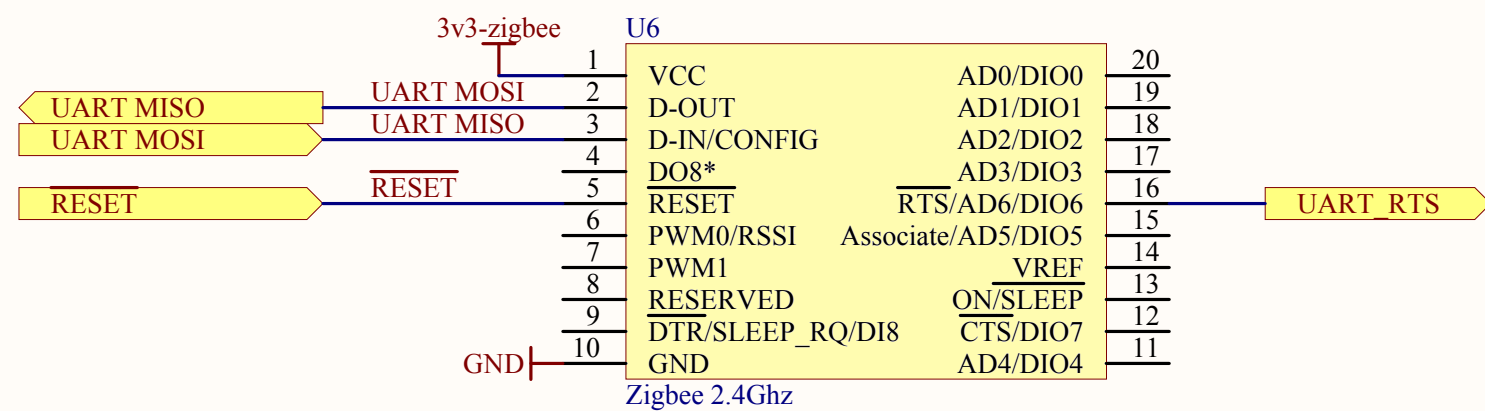 3v3-zigbee
U6
1 VCC AD0/DIO0 20
UART MISO UART MOSI 2 D-OUT AD1/DIO1 19
UART MOSI UART MISO 3 D-IN/CONFIG AD2/DIO2 18
4 DO8* AD3/DIO3 17
RESET RESET 5 RESET RTS/AD6/DIO6 16 UART_RTS
6 PWM0/RSSI Associate/AD5/DIO5 15
7 PWM1 VREF 14
8 RESERVED ON/SLEEP 13
9 DTR/SLEEP_RQ/DI8 CTS/DIO7 12
GND 10 GND AD4/DIO4 11
Zigbee 2.4Ghz